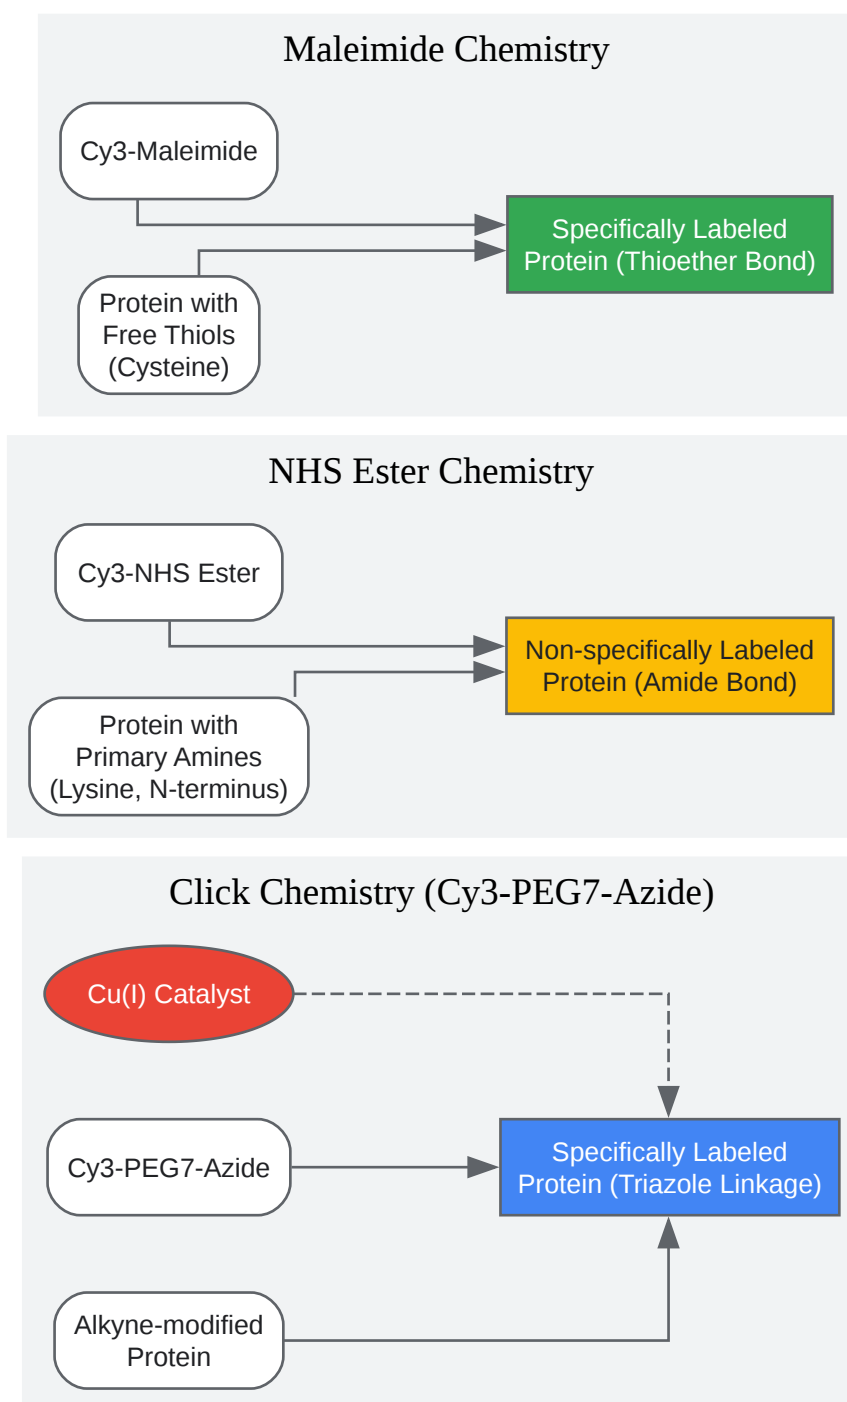 Maleimide Chemistry
Cy3-Maleimide
Specifically Labeled
Protein (Thioether Bond)
Protein with
Free Thiols
(Cysteine)
NHS Ester Chemistry
Cy3-NHS Ester
Non-specifically Labeled
Protein (Amide Bond)
Protein with
Primary Amines
(Lysine, N-terminus)
Click Chemistry (Cy3-PEG7-Azide)
Cu(I) Catalyst
Cy3-PEG7-Azide
Specifically Labeled
Protein (Triazole Linkage)
Alkyne-modified
Protein